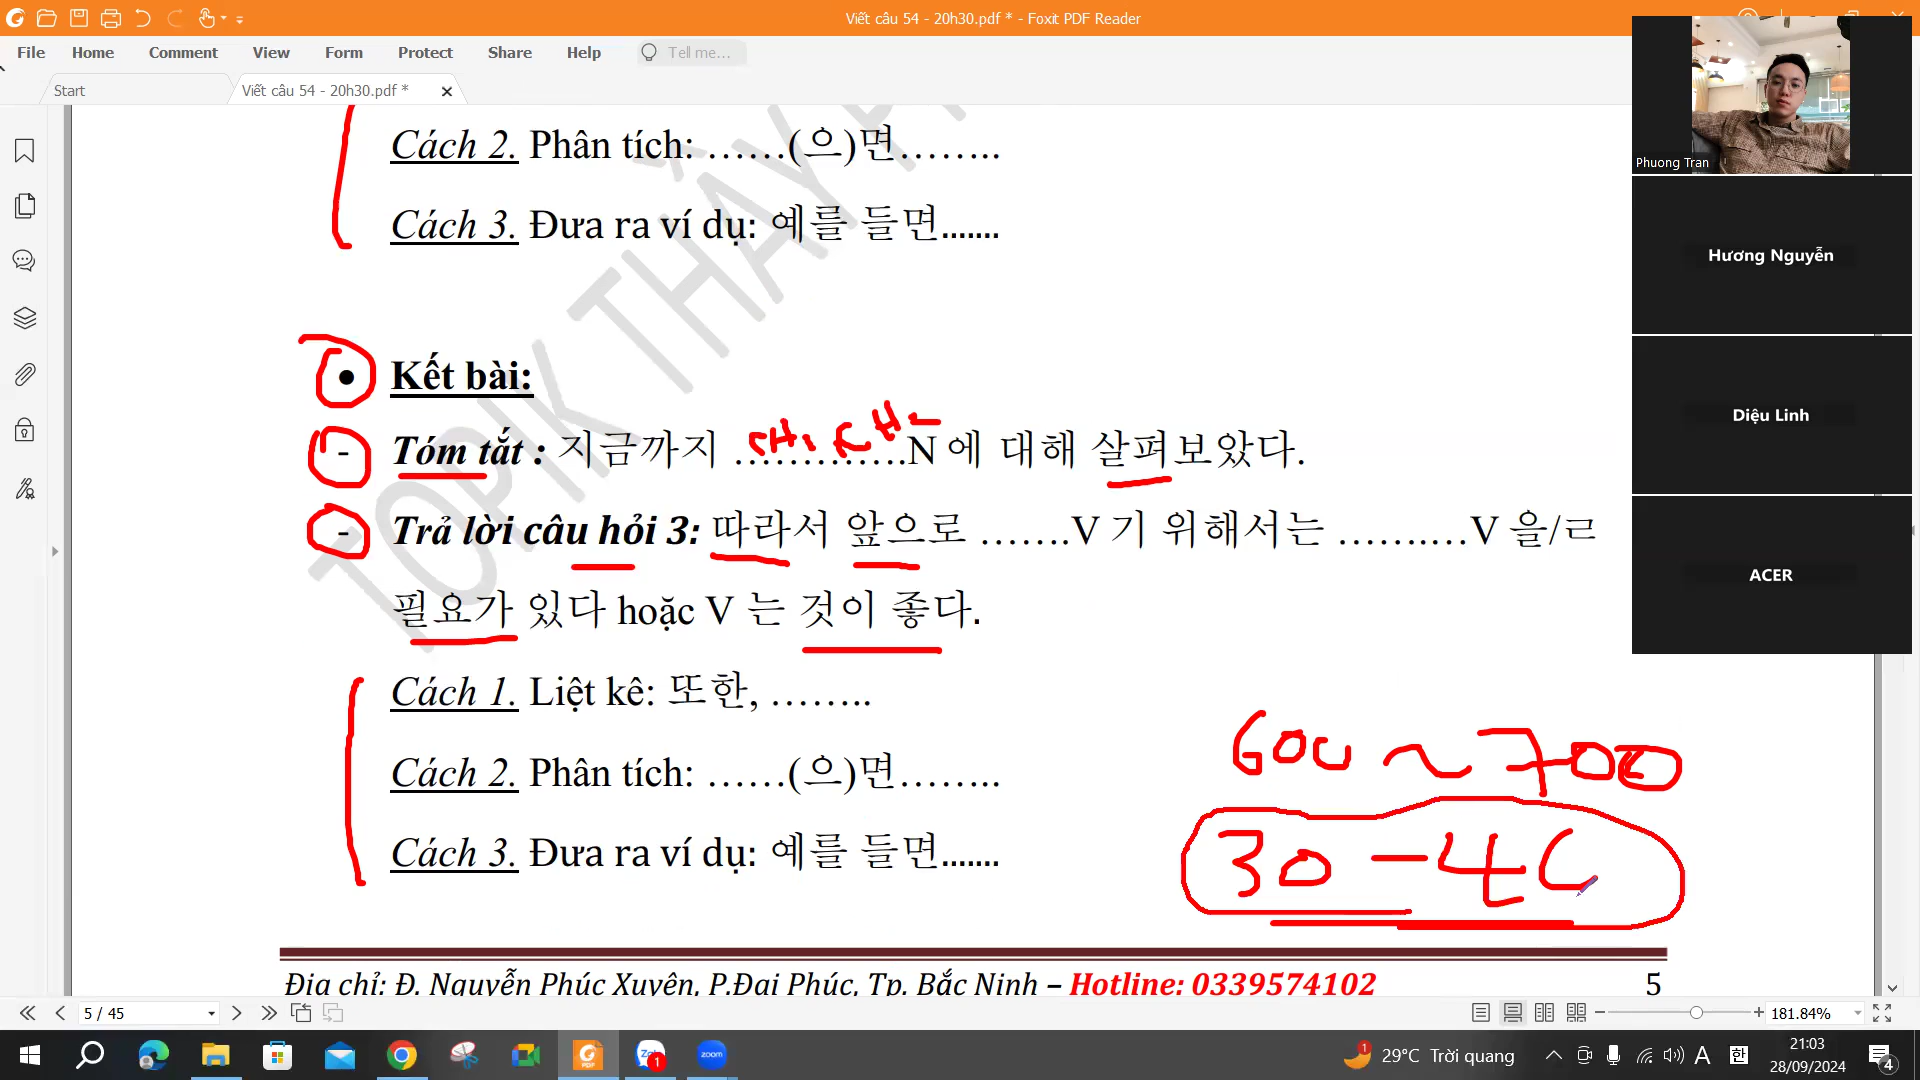 Viết câu 54 - 20h30.pdf * - Foxit PDF Reader
File Home Comment View Form Protect Share Help Tell me...
Start Viết câu 54 - 20h30.pdf *
Cách 2. Phân tích: ……(으)면……..
Cách 3. Đưa ra ví dụ: 예를 들면.......
• Kết bài:
- Tóm tắt : 지금까지 ………….N 에 대해 살펴보았다.
- Trả lời câu hỏi 3: 따라서 앞으로 …….V 기 위해서는 …….…V 을/ㄹ
필요가 있다 hoặc V 는 것이 좋다.
Cách 1. Liệt kê: 또한, ……..
Cách 2. Phân tích: ……(으)면……..
Cách 3. Đưa ra ví dụ: 예를 들면.......
600 ~ 700
30 - 4
TOPIK THẦY
Địa chỉ: Đ. Nguyễn Phúc Xuyên, P.Đại Phúc, Tp. Bắc Ninh – Hotline: 0339574102 5
Phuong Tran
Hương Nguyễn
Diệu Linh
ACER
5 / 45
181.84%
zoom
29°C Trời quang
A 한
21:03
28/09/2024
4